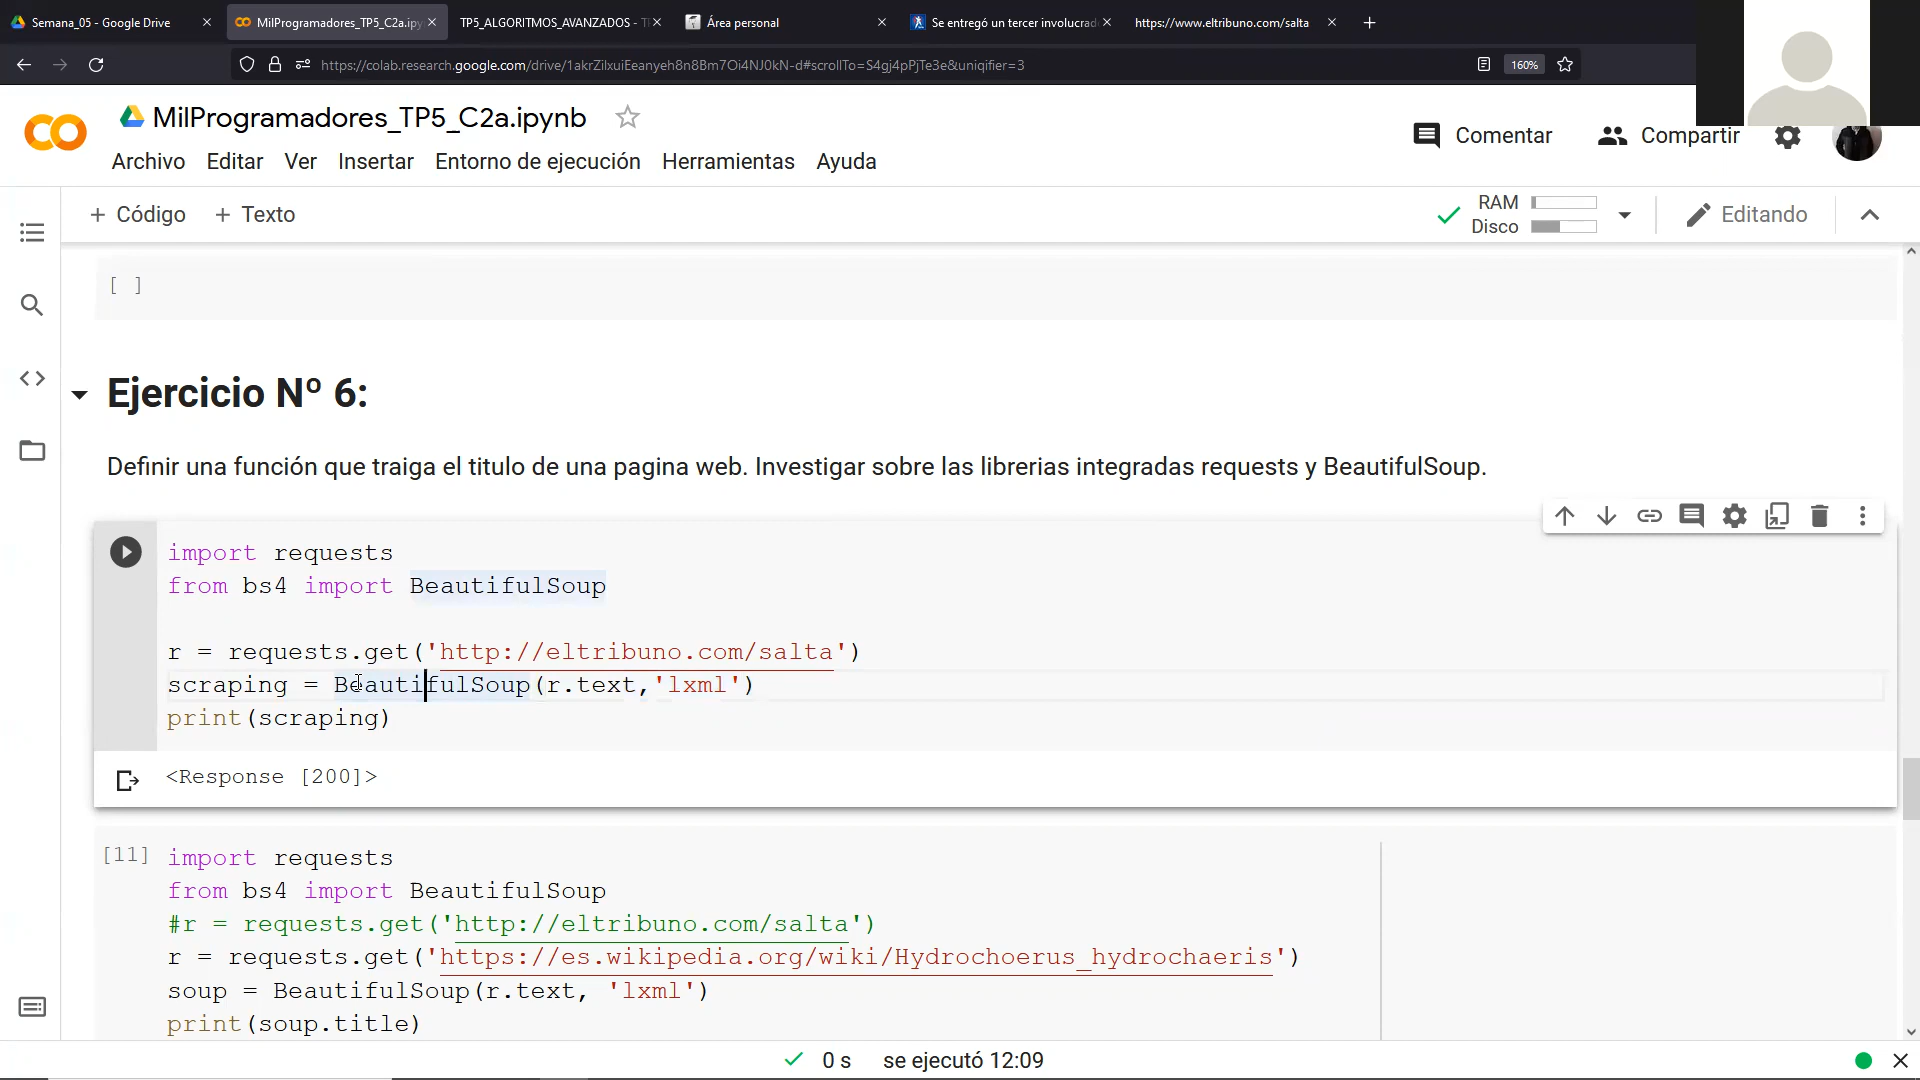 Semana_05 - Google Drive
MilProgramadores_TP5_C2a.ipy
TP5_ALGORITMOS_AVANZADOS -
Área personal
Se entregó un tercer involucrad
https://www.eltribuno.com/salta
https://colab.research.google.com/drive/1akrZilxuiEeanyeh8n8Bm7Oi4NJ0kN-d#scrollTo=S4gj4pPjTe3e&uniqifier=3
160%
MilProgramadores_TP5_C2a.ipynb
Comentar
Compartir
Archivo
Editar
Ver
Insertar
Entorno de ejecución
Herramientas
Ayuda
+ Código
+ Texto
RAM
Disco
Editando
[ ]
Ejercicio Nº 6:
Definir una función que traiga el titulo de una pagina web. Investigar sobre las librerias integradas requests y BeautifulSoup.
import requests
from bs4 import BeautifulSoup
r = requests.get('http://eltribuno.com/salta')
scraping = BeautifulSoup(r.text,'lxml')
print(scraping)
<Response [200]>
[11]
import requests
from bs4 import BeautifulSoup
#r = requests.get('http://eltribuno.com/salta')
r = requests.get('https://es.wikipedia.org/wiki/Hydrochoerus_hydrochaeris')
soup = BeautifulSoup(r.text, 'lxml')
print(soup.title)
0 s
se ejecutó 12:09